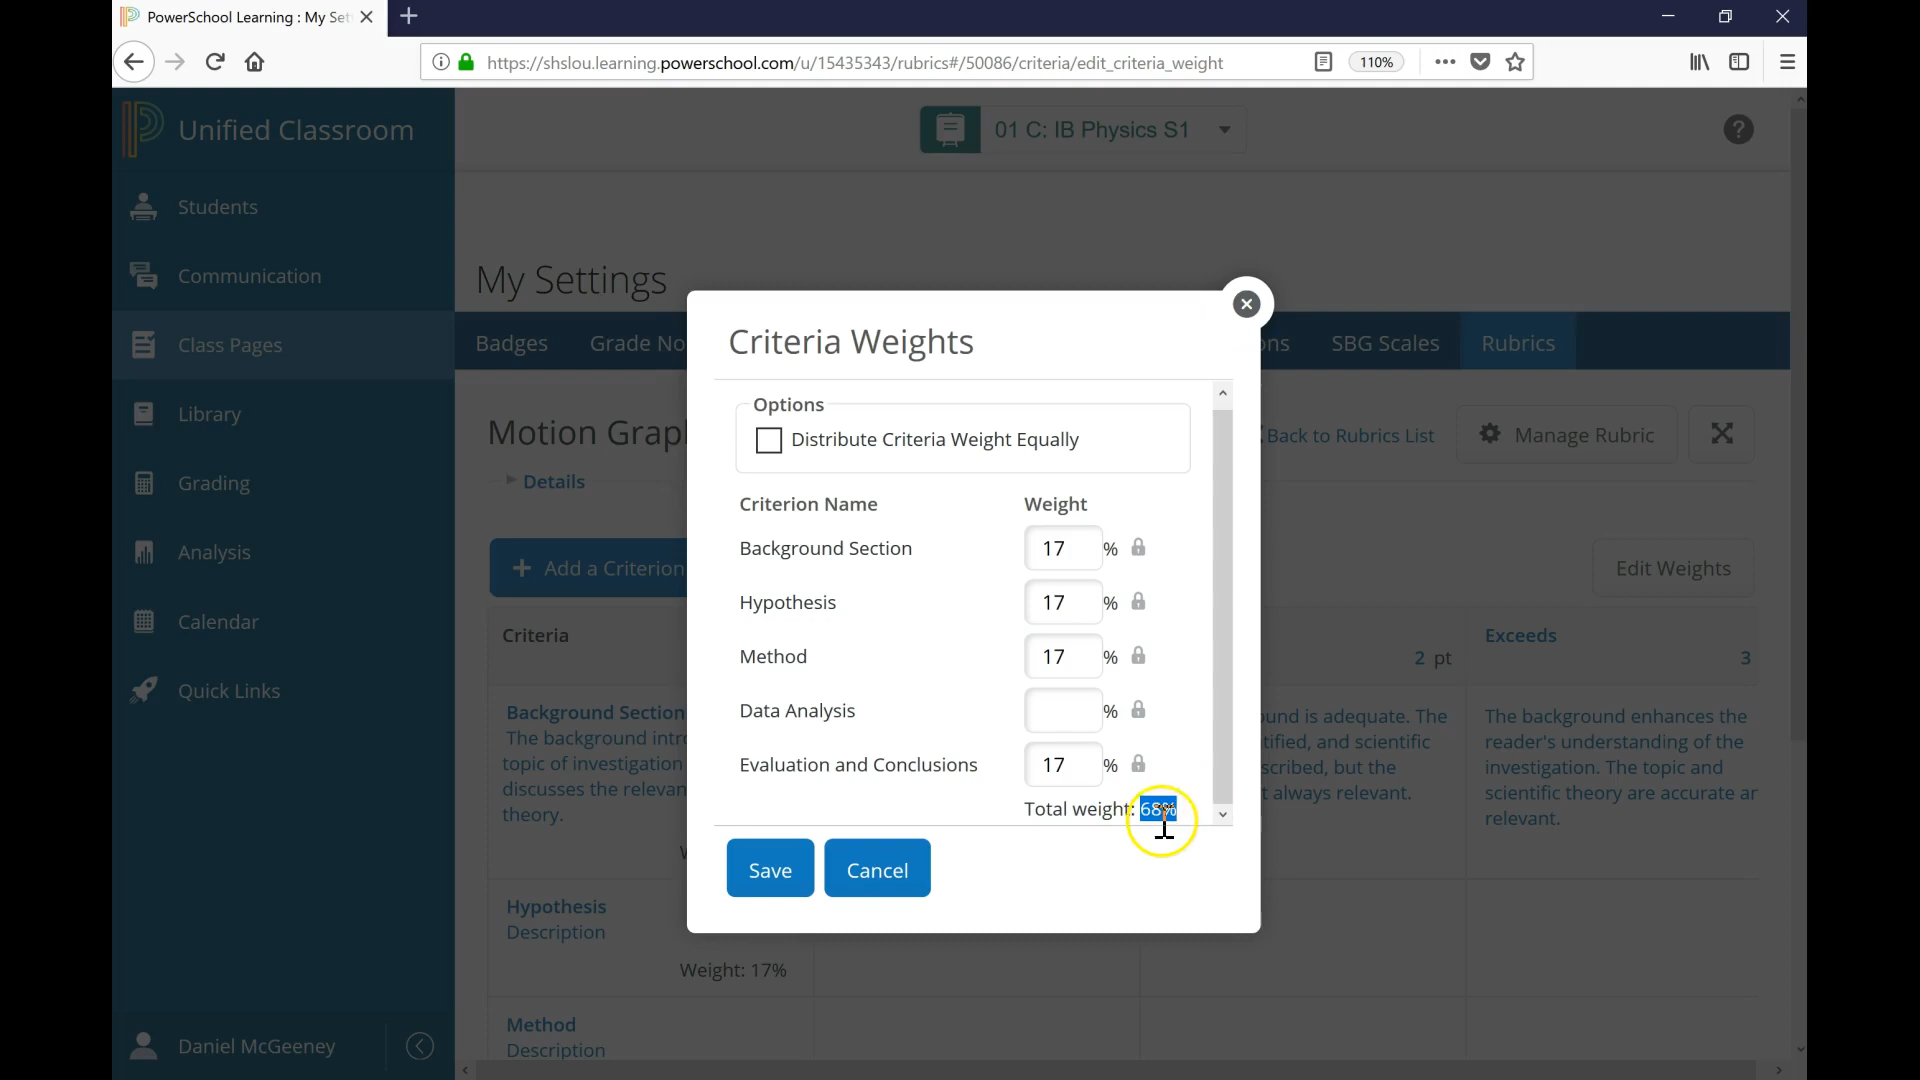 PowerSchool Learning : My Set
https://shslou.learning.powerschool.com/u/15435343/rubrics#/50086/criteria/edit_criteria_weight
110%
Unified Classroom
01 C: IB Physics S1
?
Students
Communication
Class Pages
Library
Grading
Analysis
Calendar
Quick Links
Daniel McGeeney
My Settings
Badges
Grade No
ons
SBG Scales
Rubrics
Motion Grap
Back to Rubrics List
Manage Rubric
Details
+ Add a Criterion
Edit Weights
Criteria
2 pt
Exceeds
3
Background Section
The background intr
topic of investigation
discusses the relevan
theory.
und is adequate. The
tified, and scientific
scribed, but the
t always relevant.
The background enhances the
reader's understanding of the
investigation. The topic and
scientific theory are accurate ar
relevant.
Hypothesis
Description
Weight: 17%
Method
Description
Criteria Weights
Options
Distribute Criteria Weight Equally
Criterion Name Weight
Background Section 17 %
Hypothesis 17 %
Method 17 %
Data Analysis %
Evaluation and Conclusions 17 %
Total weight: 68%
Save
Cancel